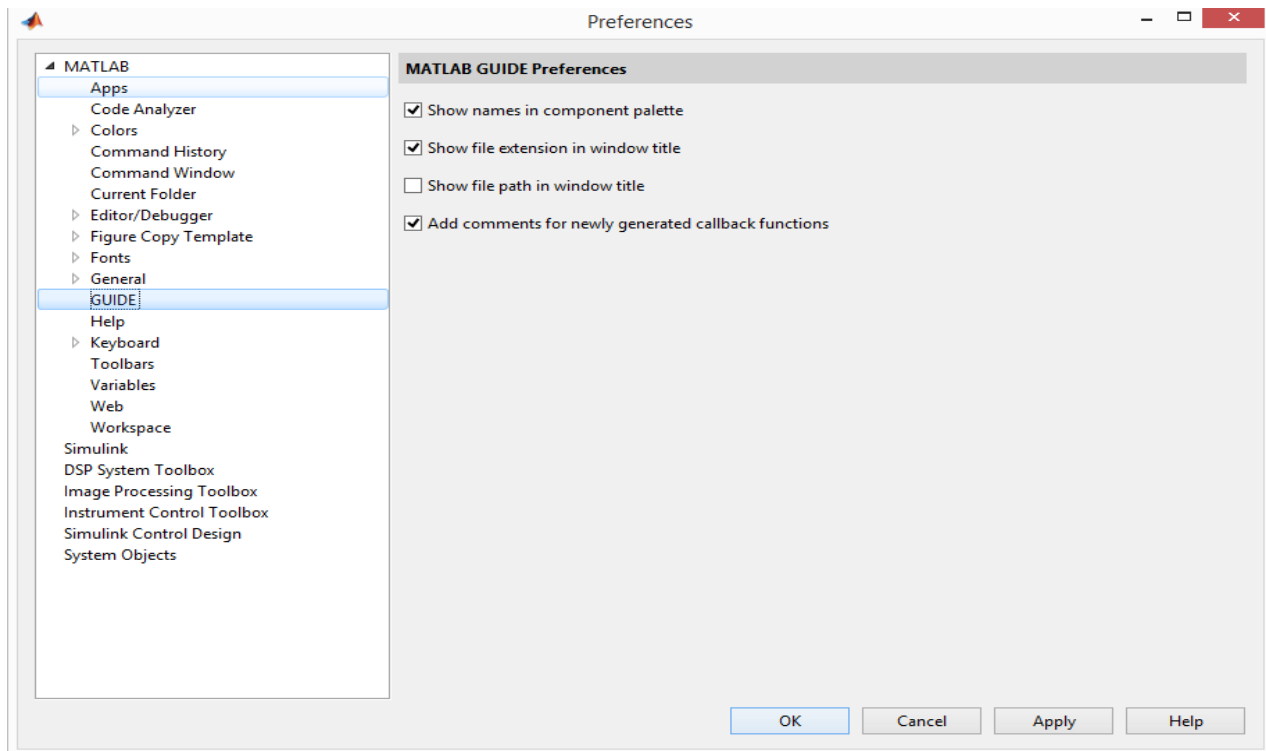 Preferences
MATLAB
Apps
Code Analyzer
Colors
Command History
Command Window
Current Folder
Editor/Debugger
Figure Copy Template
Fonts
General
GUIDE
Help
Keyboard
Toolbars
Variables
Web
Workspace
Simulink
DSP System Toolbox
Image Processing Toolbox
Instrument Control Toolbox
Simulink Control Design
System Objects
MATLAB GUIDE Preferences
Show names in component palette
Show file extension in window title
Show file path in window title
Add comments for newly generated callback functions
OK Cancel Apply Help